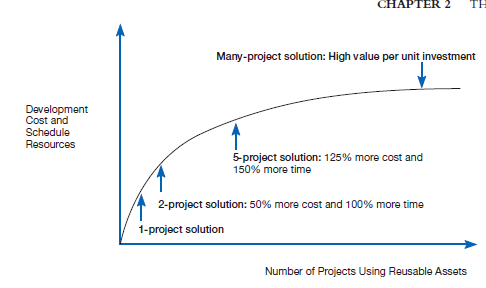 CHAPTER 2 TH
Many-project solution: High value per unit investment
Development
Cost and
Schedule
Resources
5-project solution: 125% more cost and
150% more time
2-project solution: 50% more cost and 100% more time
1-project solution
Number of Projects Using Reusable Assets